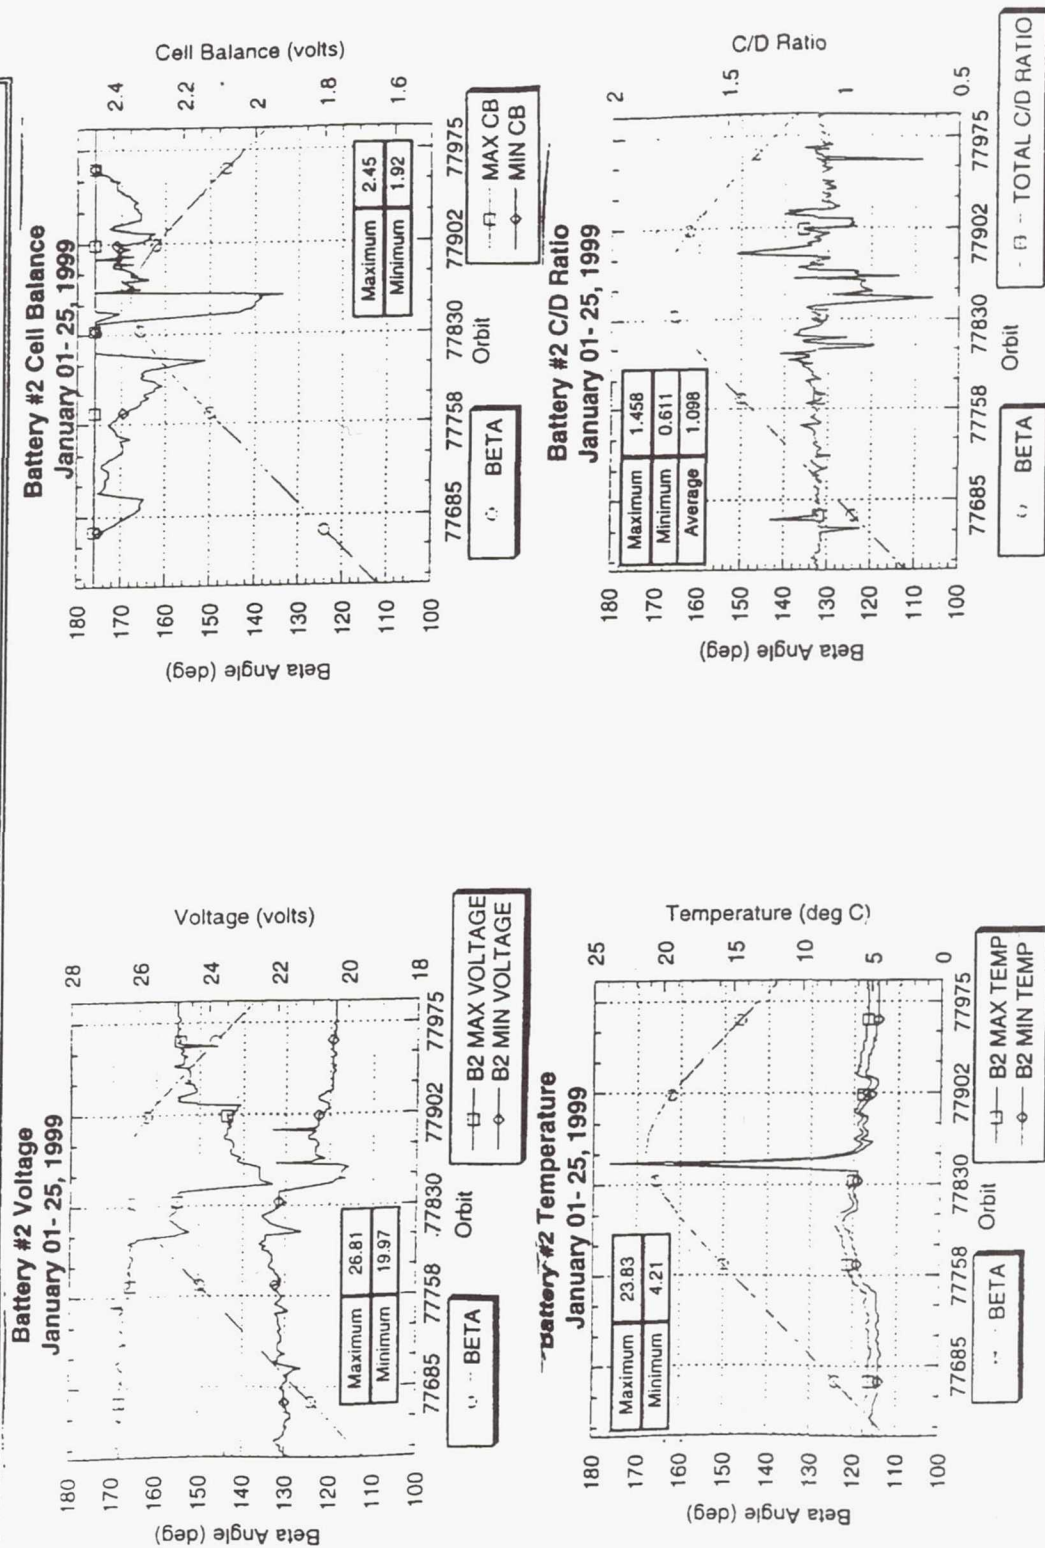 Battery #2 Voltage
January 01- 25, 1999
Beta Angle (deg)
180
170
160
150
140
130
120
110
100
Voltage (volts)
28
26
24
22
20
18
Maximum 26.81
Minimum 19.97
77685
77758
77830
77902
77975
Orbit
BETA
B2 MAX VOLTAGE
B2 MIN VOLTAGE
Battery #2 Cell Balance
January 01- 25, 1999
Beta Angle (deg)
180
170
160
150
140
130
120
110
100
Cell Balance (volts)
2.4
2.2
2
1.8
1.6
Maximum 2.45
Minimum 1.92
77685
77758
77830
77902
77975
Orbit
BETA
MAX CB
MIN CB
Battery #2 Temperature
January 01- 25, 1999
Beta Angle (deg)
180
170
160
150
140
130
120
110
100
Temperature (deg C)
25
20
15
10
5
0
Maximum 23.83
Minimum 4.21
77685
77758
77830
77902
77975
Orbit
BETA
B2 MAX TEMP
B2 MIN TEMP
Battery #2 C/D Ratio
January 01- 25, 1999
Beta Angle (deg)
180
170
160
150
140
130
120
110
100
C/D Ratio
2
1.5
1
0.5
Maximum 1.458
Minimum 0.611
Average 1.098
77685
77758
77830
77902
77975
Orbit
BETA
TOTAL C/D RATIO